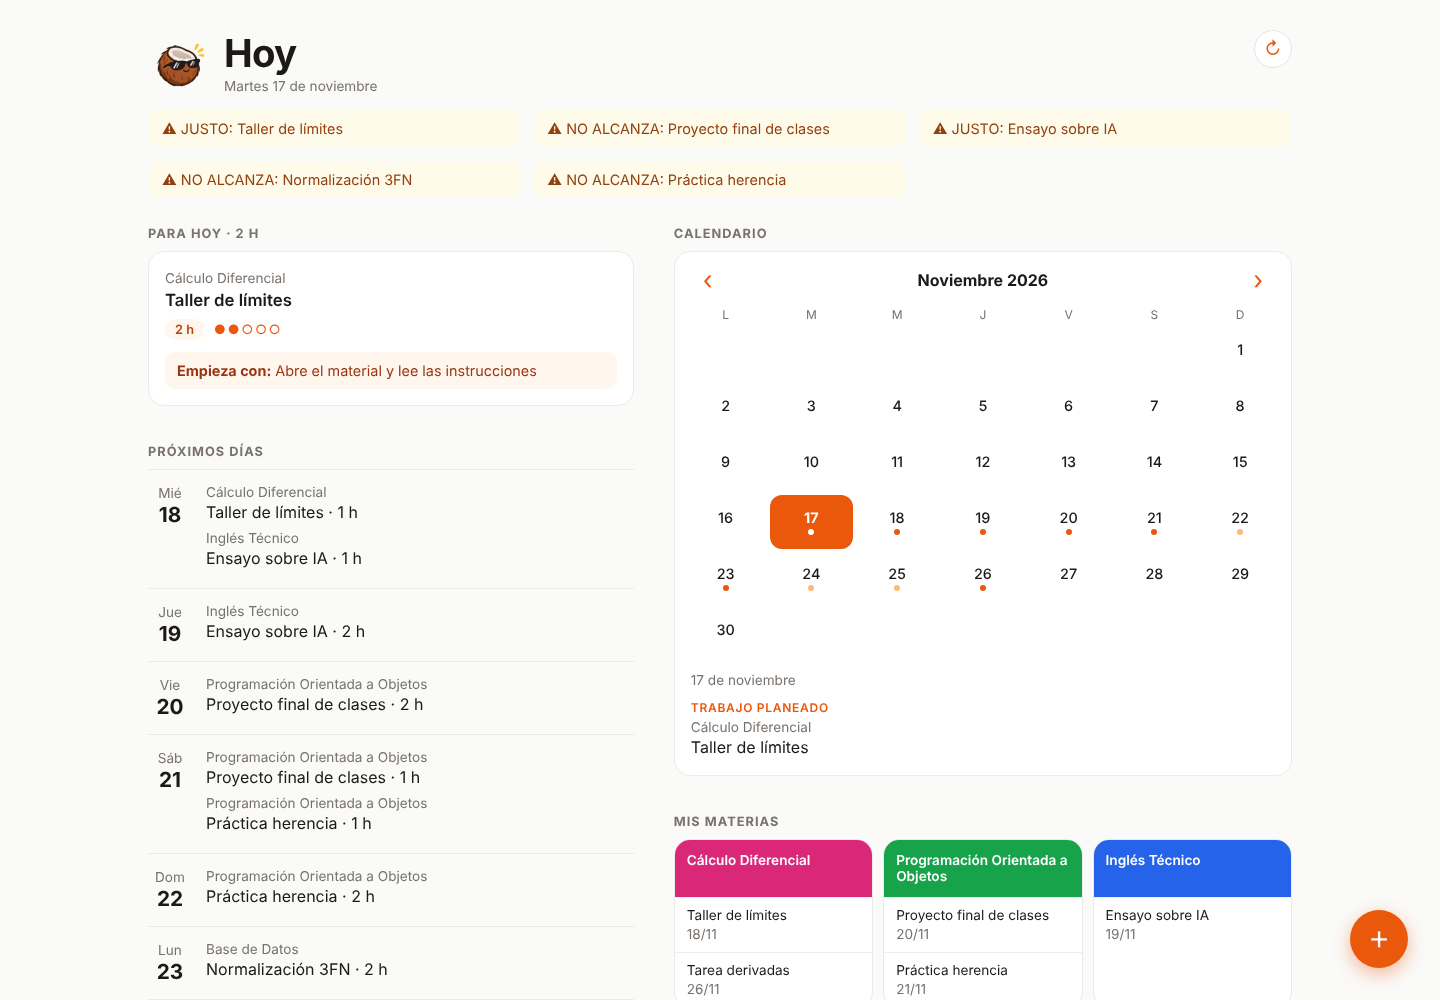 Hoy
Martes 17 de noviembre
⚠ JUSTO: Taller de límites
⚠ NO ALCANZA: Proyecto final de clases
⚠ JUSTO: Ensayo sobre IA
⚠ NO ALCANZA: Normalización 3FN
⚠ NO ALCANZA: Práctica herencia
PARA HOY · 2 H
Cálculo Diferencial
Taller de límites
2 h
Empieza con: Abre el material y lee las instrucciones
PRÓXIMOS DÍAS
Mié
18
Cálculo Diferencial
Taller de límites · 1 h
Inglés Técnico
Ensayo sobre IA · 1 h
Jue
19
Inglés Técnico
Ensayo sobre IA · 2 h
Vie
20
Programación Orientada a Objetos
Proyecto final de clases · 2 h
Sáb
21
Programación Orientada a Objetos
Proyecto final de clases · 1 h
Programación Orientada a Objetos
Práctica herencia · 1 h
Dom
22
Programación Orientada a Objetos
Práctica herencia · 2 h
Lun
23
Base de Datos
Normalización 3FN · 2 h
CALENDARIO
Noviembre 2026
L M M J V S D
1
2 3 4 5 6 7 8
9 10 11 12 13 14 15
16 17 18 19 20 21 22
23 24 25 26 27 28 29
30
17 de noviembre
TRABAJO PLANEADO
Cálculo Diferencial
Taller de límites
MIS MATERIAS
Cálculo Diferencial
Taller de límites
18/11
Tarea derivadas
26/11
Programación Orientada a
Objetos
Proyecto final de clases
20/11
Práctica herencia
21/11
Inglés Técnico
Ensayo sobre IA
19/11
+